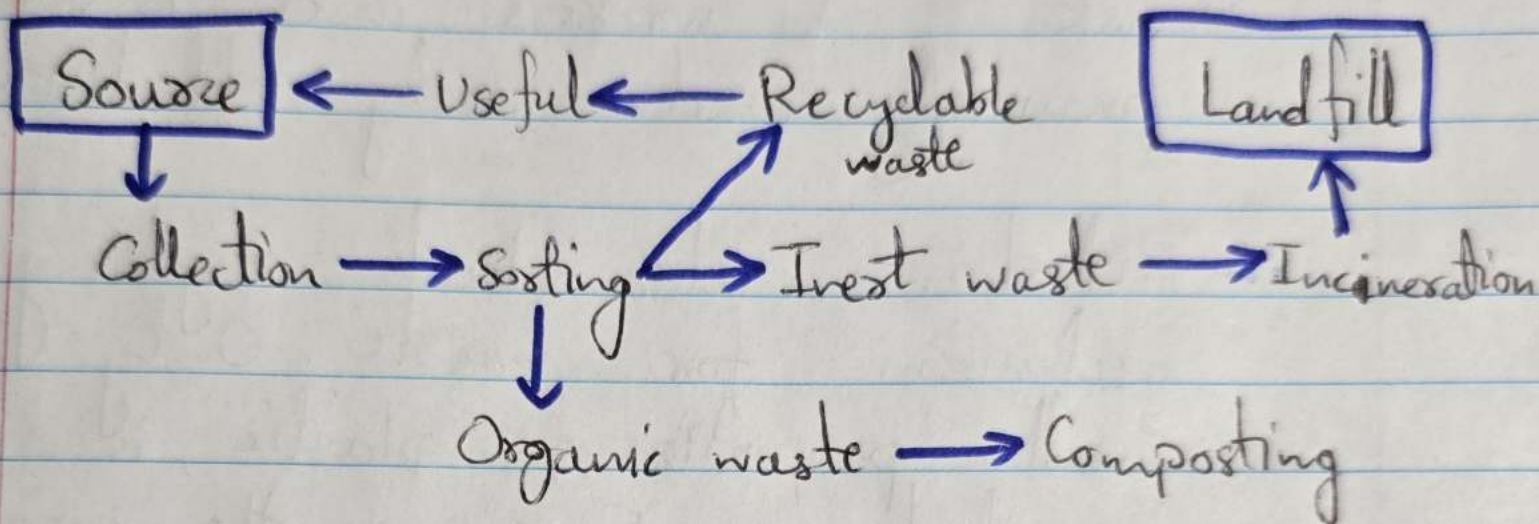 Source Useful Recyclable Landfill
waste
Collection Sorting Inert waste Incineration
Organic waste Composting